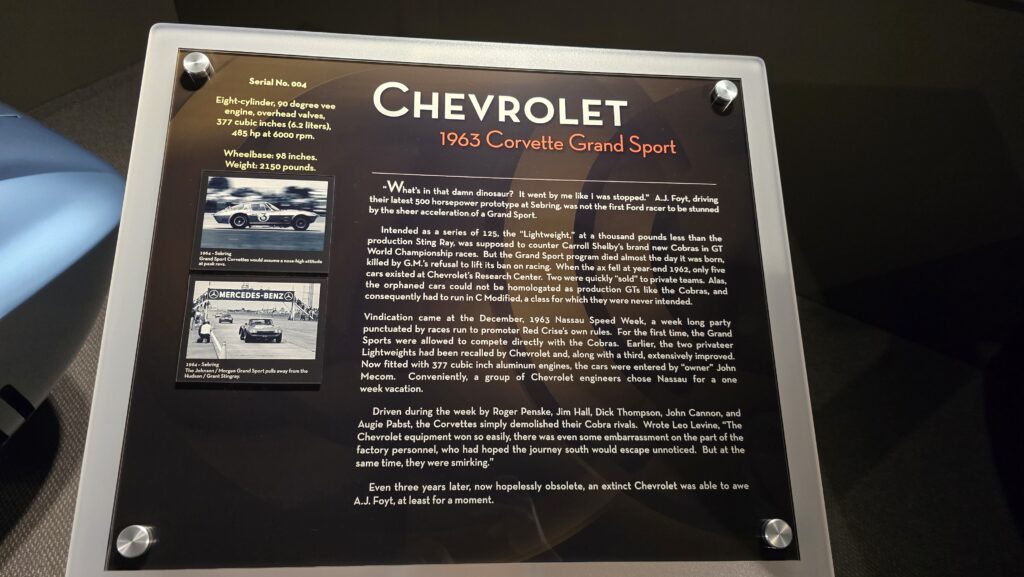 Serial No. 004
Eight-cylinder, 90 degree vee
engine, overhead valves,
377 cubic inches (6.2 liters),
485 hp at 6000 rpm.
Wheelbase: 98 inches.
Weight: 2150 pounds.
1964 - Sebring
Grand Sport Corvettes would assume a nose-high attitude
at peak revs.
MERCEDES-BENZ
1964 - Sebring
The Johnson / Morgan Grand Sport pulls away from the
Hudson / Grant Stingray.
CHEVROLET
1963 Corvette Grand Sport
"What's in that damn dinosaur? It went by me like I was stopped." A.J. Foyt, driving
their latest 500 horsepower prototype at Sebring, was not the first Ford racer to be stunned
by the sheer acceleration of a Grand Sport.
Intended as a series of 125, the "Lightweight," at a thousand pounds less than the
production Sting Ray, was supposed to counter Carroll Shelby's brand new Cobras in GT
World Championship races. But the Grand Sport program died almost the day it was born,
killed by G.M.'s refusal to lift its ban on racing. When the ax fell at year-end 1962, only five
cars existed at Chevrolet's Research Center. Two were quickly "sold" to private teams. Alas,
the orphaned cars could not be homologated as production GTs like the Cobras, and
consequently had to run in C Modified, a class for which they were never intended.
Vindication came at the December, 1963 Nassau Speed Week, a week long party
punctuated by races run to promoter Red Crise's own rules. For the first time, the Grand
Sports were allowed to compete directly with the Cobras. Earlier, the two privateer
Lightweights had been recalled by Chevrolet and, along with a third, extensively improved.
Now fitted with 377 cubic inch aluminum engines, the cars were entered by "owner" John
Mecom. Conveniently, a group of Chevrolet engineers chose Nassau for a one
week vacation.
Driven during the week by Roger Penske, Jim Hall, Dick Thompson, John Cannon, and
Augie Pabst, the Corvettes simply demolished their Cobra rivals. Wrote Leo Levine, "The
Chevrolet equipment won so easily, there was even some embarrassment on the part of the
factory personnel, who had hoped the journey south would escape unnoticed. But at the
same time, they were smirking."
Even three years later, now hopelessly obsolete, an extinct Chevrolet was able to awe
A.J. Foyt, at least for a moment.